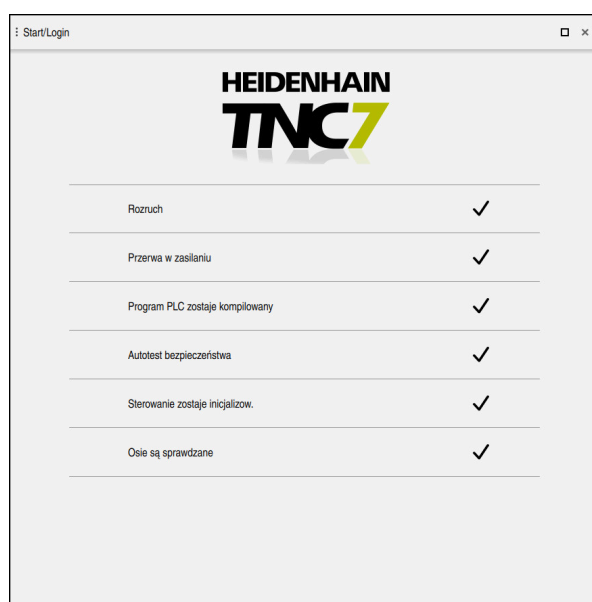 Start/Login
HEIDENHAIN
TNC7
Rozruch
Przerwa w zasilaniu
Program PLC zostaje kompilowany
Autotest bezpieczeństwa
Sterowanie zostaje inicjalizow.
Osie są sprawdzane